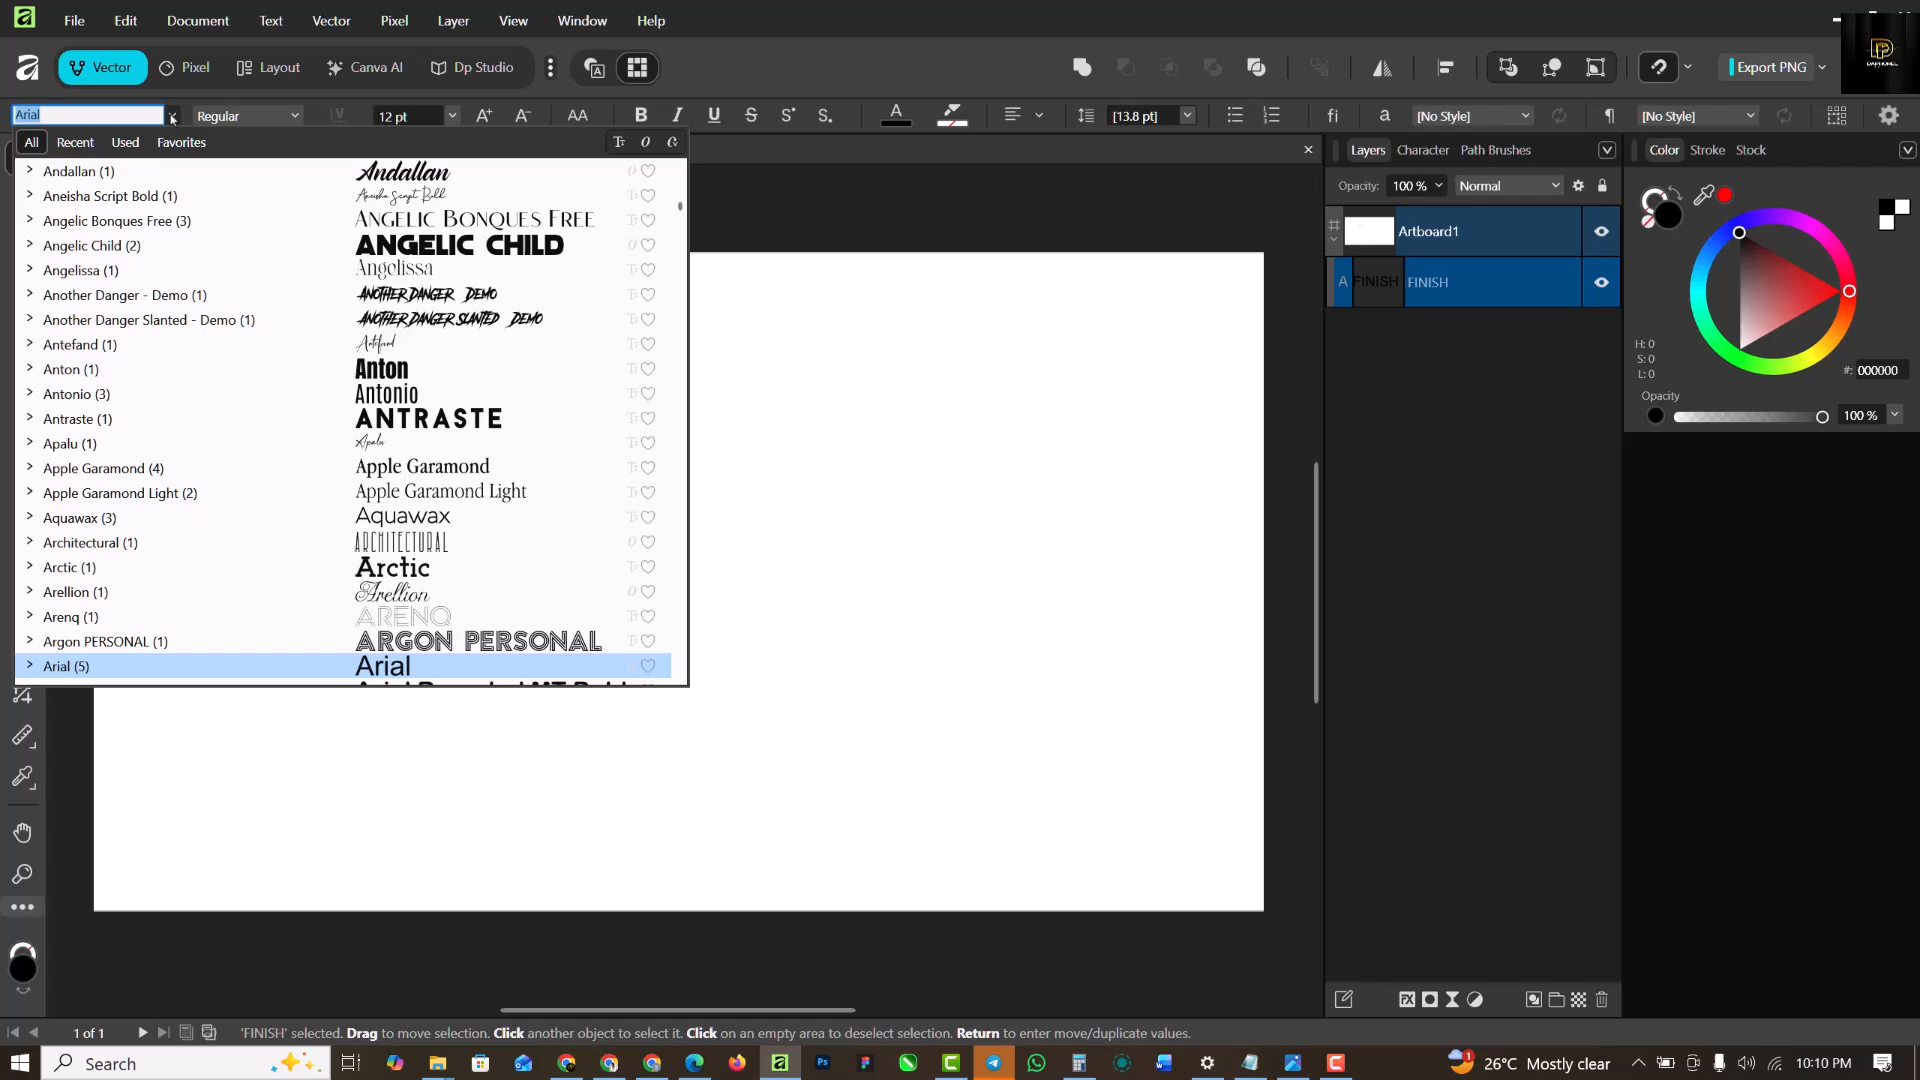 File Edit Document Text Vector Pixel Layer View Window Help
Vector Pixel Layout Canva AI Dp Studio Export PNG
Arial Regular 12 pt AA B I U S S S A [13.8 pt] fi a [No Style] [No Style]
All Recent Used Favorites
Andallan (1) Andallan
Aneisha Script Bold (1) Aneisha Script Bold
Angelic Bonques Free (3) ANGELIC BONQUES FREE
Angelic Child (2) ANGELIC CHILD
Angelissa (1) Angelissa
Another Danger - Demo (1) ANOTHER DANGER DEMO
Another Danger Slanted - Demo (1) ANOTHER DANGER SLANTED DEMO
Antefand (1) Antefand
Anton (1) Anton
Antonio (3) Antonio
Antraste (1) ANTRASTE
Apalu (1) Apalu
Apple Garamond (4) Apple Garamond
Apple Garamond Light (2) Apple Garamond Light
Aquawax (3) Aquawax
Architectural (1) ARCHITECTURAL
Arctic (1) Arctic
Arellion (1) Arellion
Arenq (1) ARENQ
Argon PERSONAL (1) ARGON PERSONAL
Arial (5) Arial
Layers Character Path Brushes
Opacity: 100 % Normal
Artboard1
A FINISH FINISH
Color Stroke Stock
H: 0
S: 0
L: 0
#: 000000
Opacity
100 %
1 of 1 'FINISH' selected. Drag to move selection. Click another object to select it. Click on an empty area to deselect selection. Return to enter move/duplicate values.
Search 1 26°C Mostly clear 10:10 PM